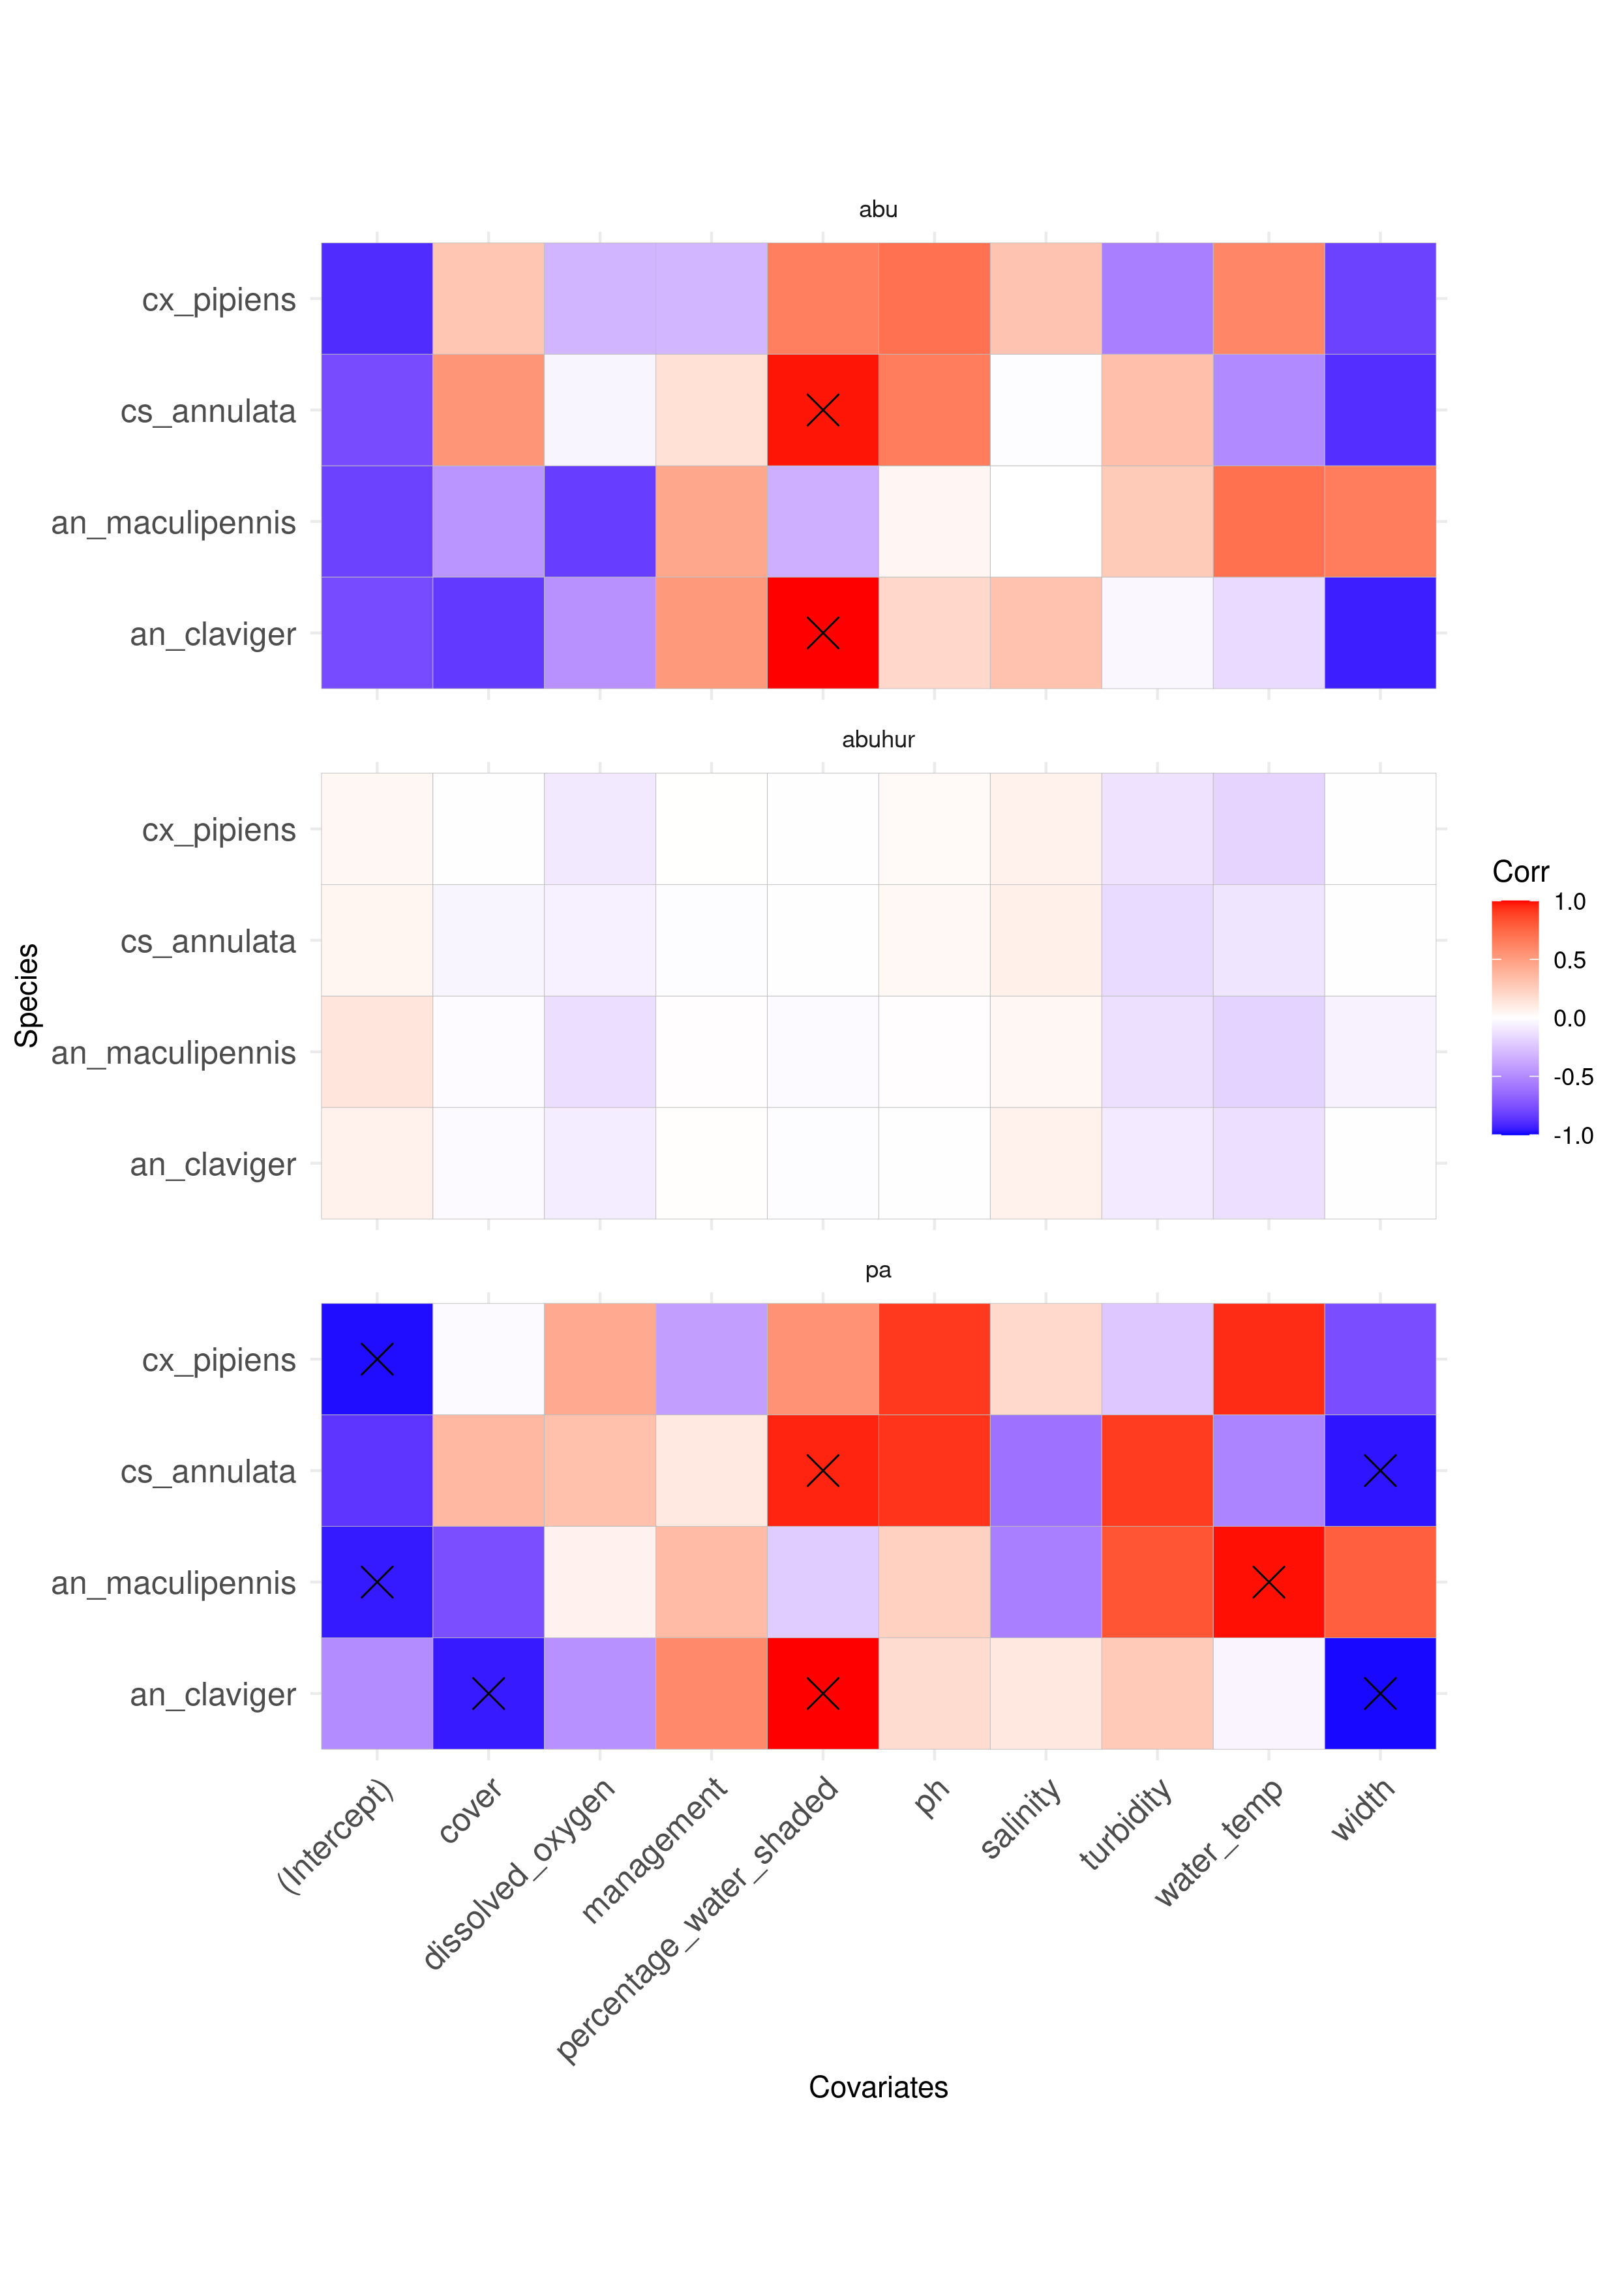 abu
cx_pipiens
cs_annulata
an_maculipennis
an_claviger
abuhur
cx_pipiens
cs_annulata
an_maculipennis
an_claviger
Species
Corr
1.0
0.5
0.0
-0.5
-1.0
pa
cx_pipiens
cs_annulata
an_maculipennis
an_claviger
(Intercept)
cover
dissolved_oxygen
management
percentage_water_shaded
ph
salinity
turbidity
water_temp
width
Covariates